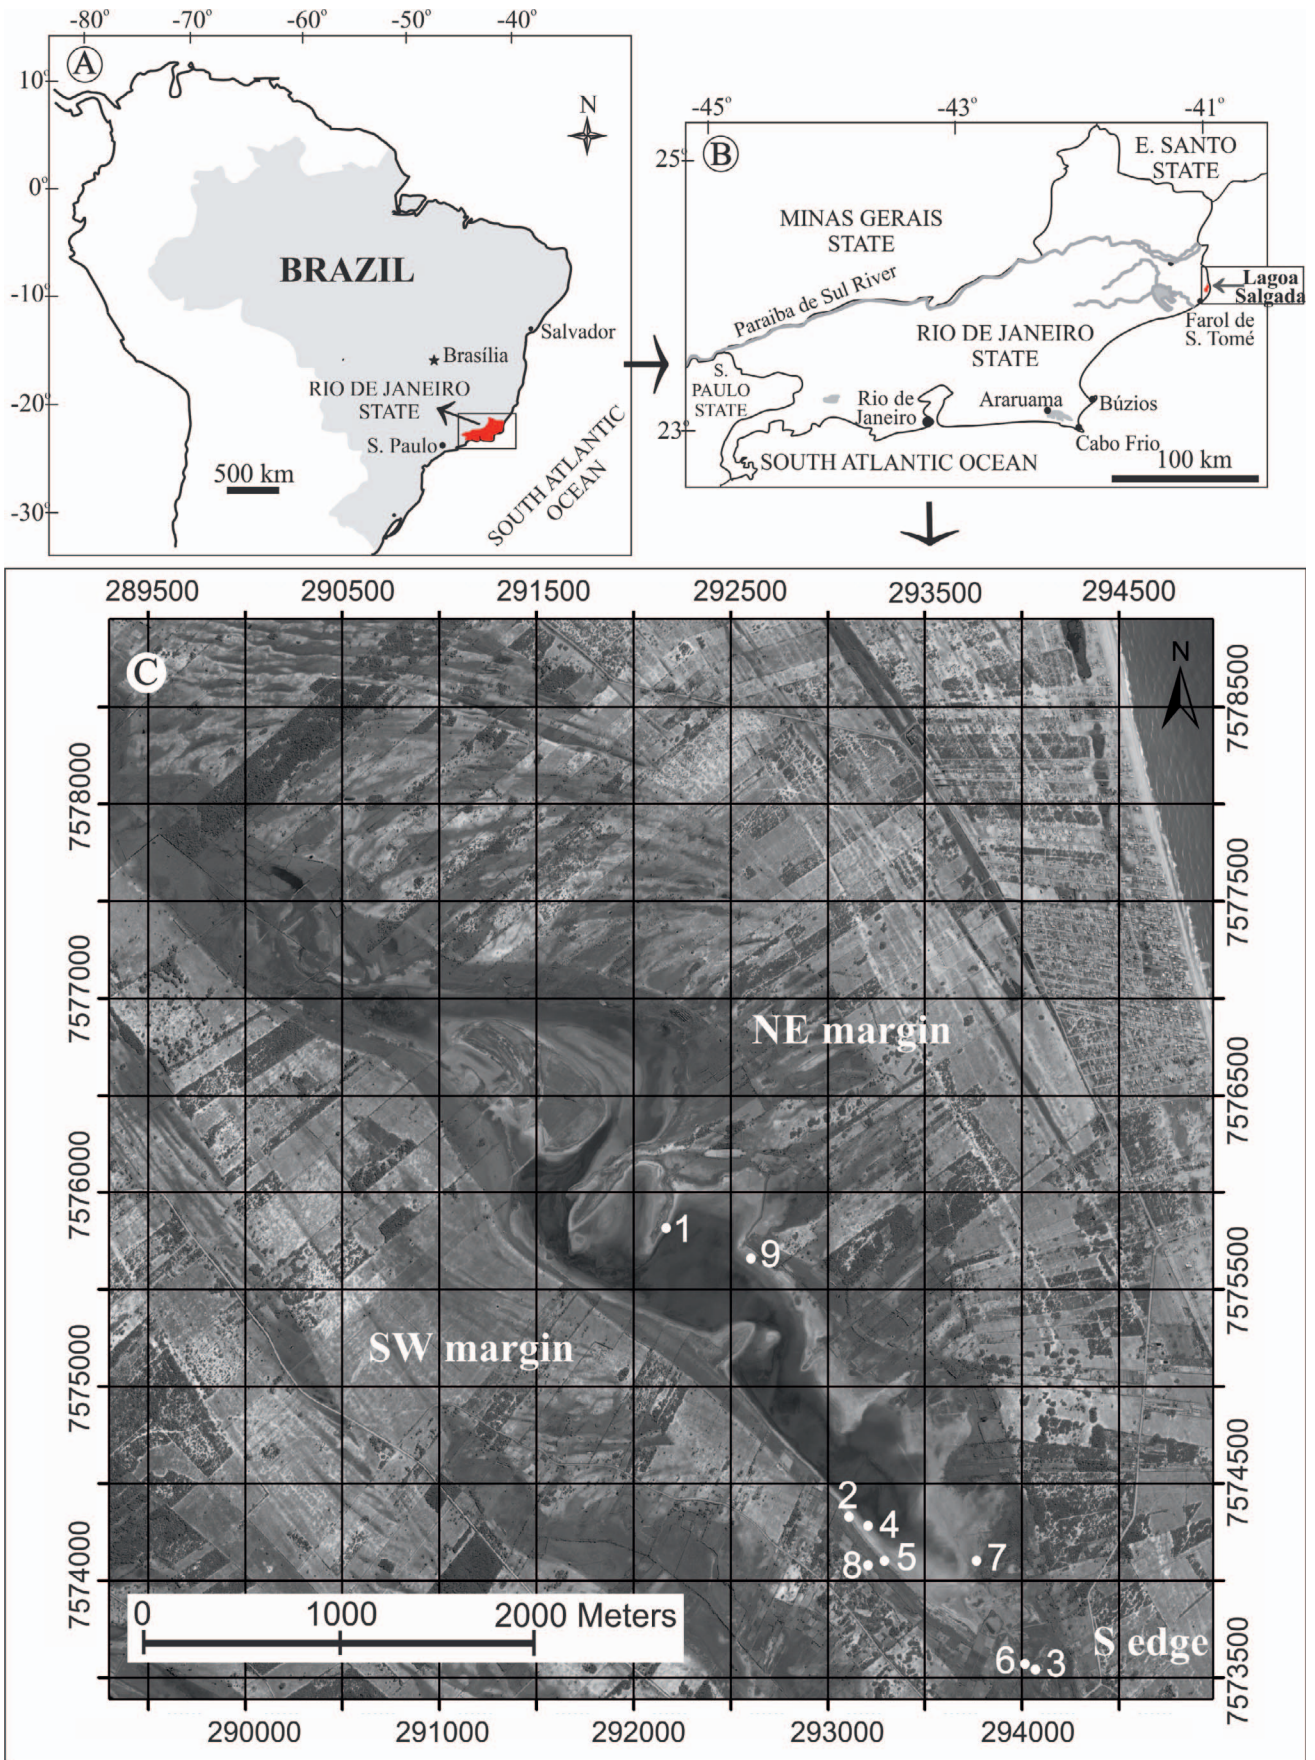 -80° -70° -60° -50° -40°
A
10°
0°
-10°
-20°
-30°
N
BRAZIL
Salvador
Brasília
RIO DE JANEIRO
STATE
S. Paulo
500 km
SOUTH ATLANTIC
OCEAN
-45° -43° -41°
25°
23°
B
E. SANTO
STATE
MINAS GERAIS
STATE
Paraiba de Sul River
Lagoa
Salgada
Farol de
S. Tomé
RIO DE JANEIRO
STATE
S.
PAULO
STATE
Rio de
Janeiro
Araruama
Búzios
Cabo Frio
SOUTH ATLANTIC OCEAN
100 km
289500 290500 291500 292500 293500 294500
C
N
7578500
7578000
7577500
7577000
NE margin
7576500
7576000
1
9
7575500
SW margin
7575000
7574500
2
4
5
8
7
7574000
0 1000 2000 Meters
S edge
6 3
7573500
290000 291000 292000 293000 294000